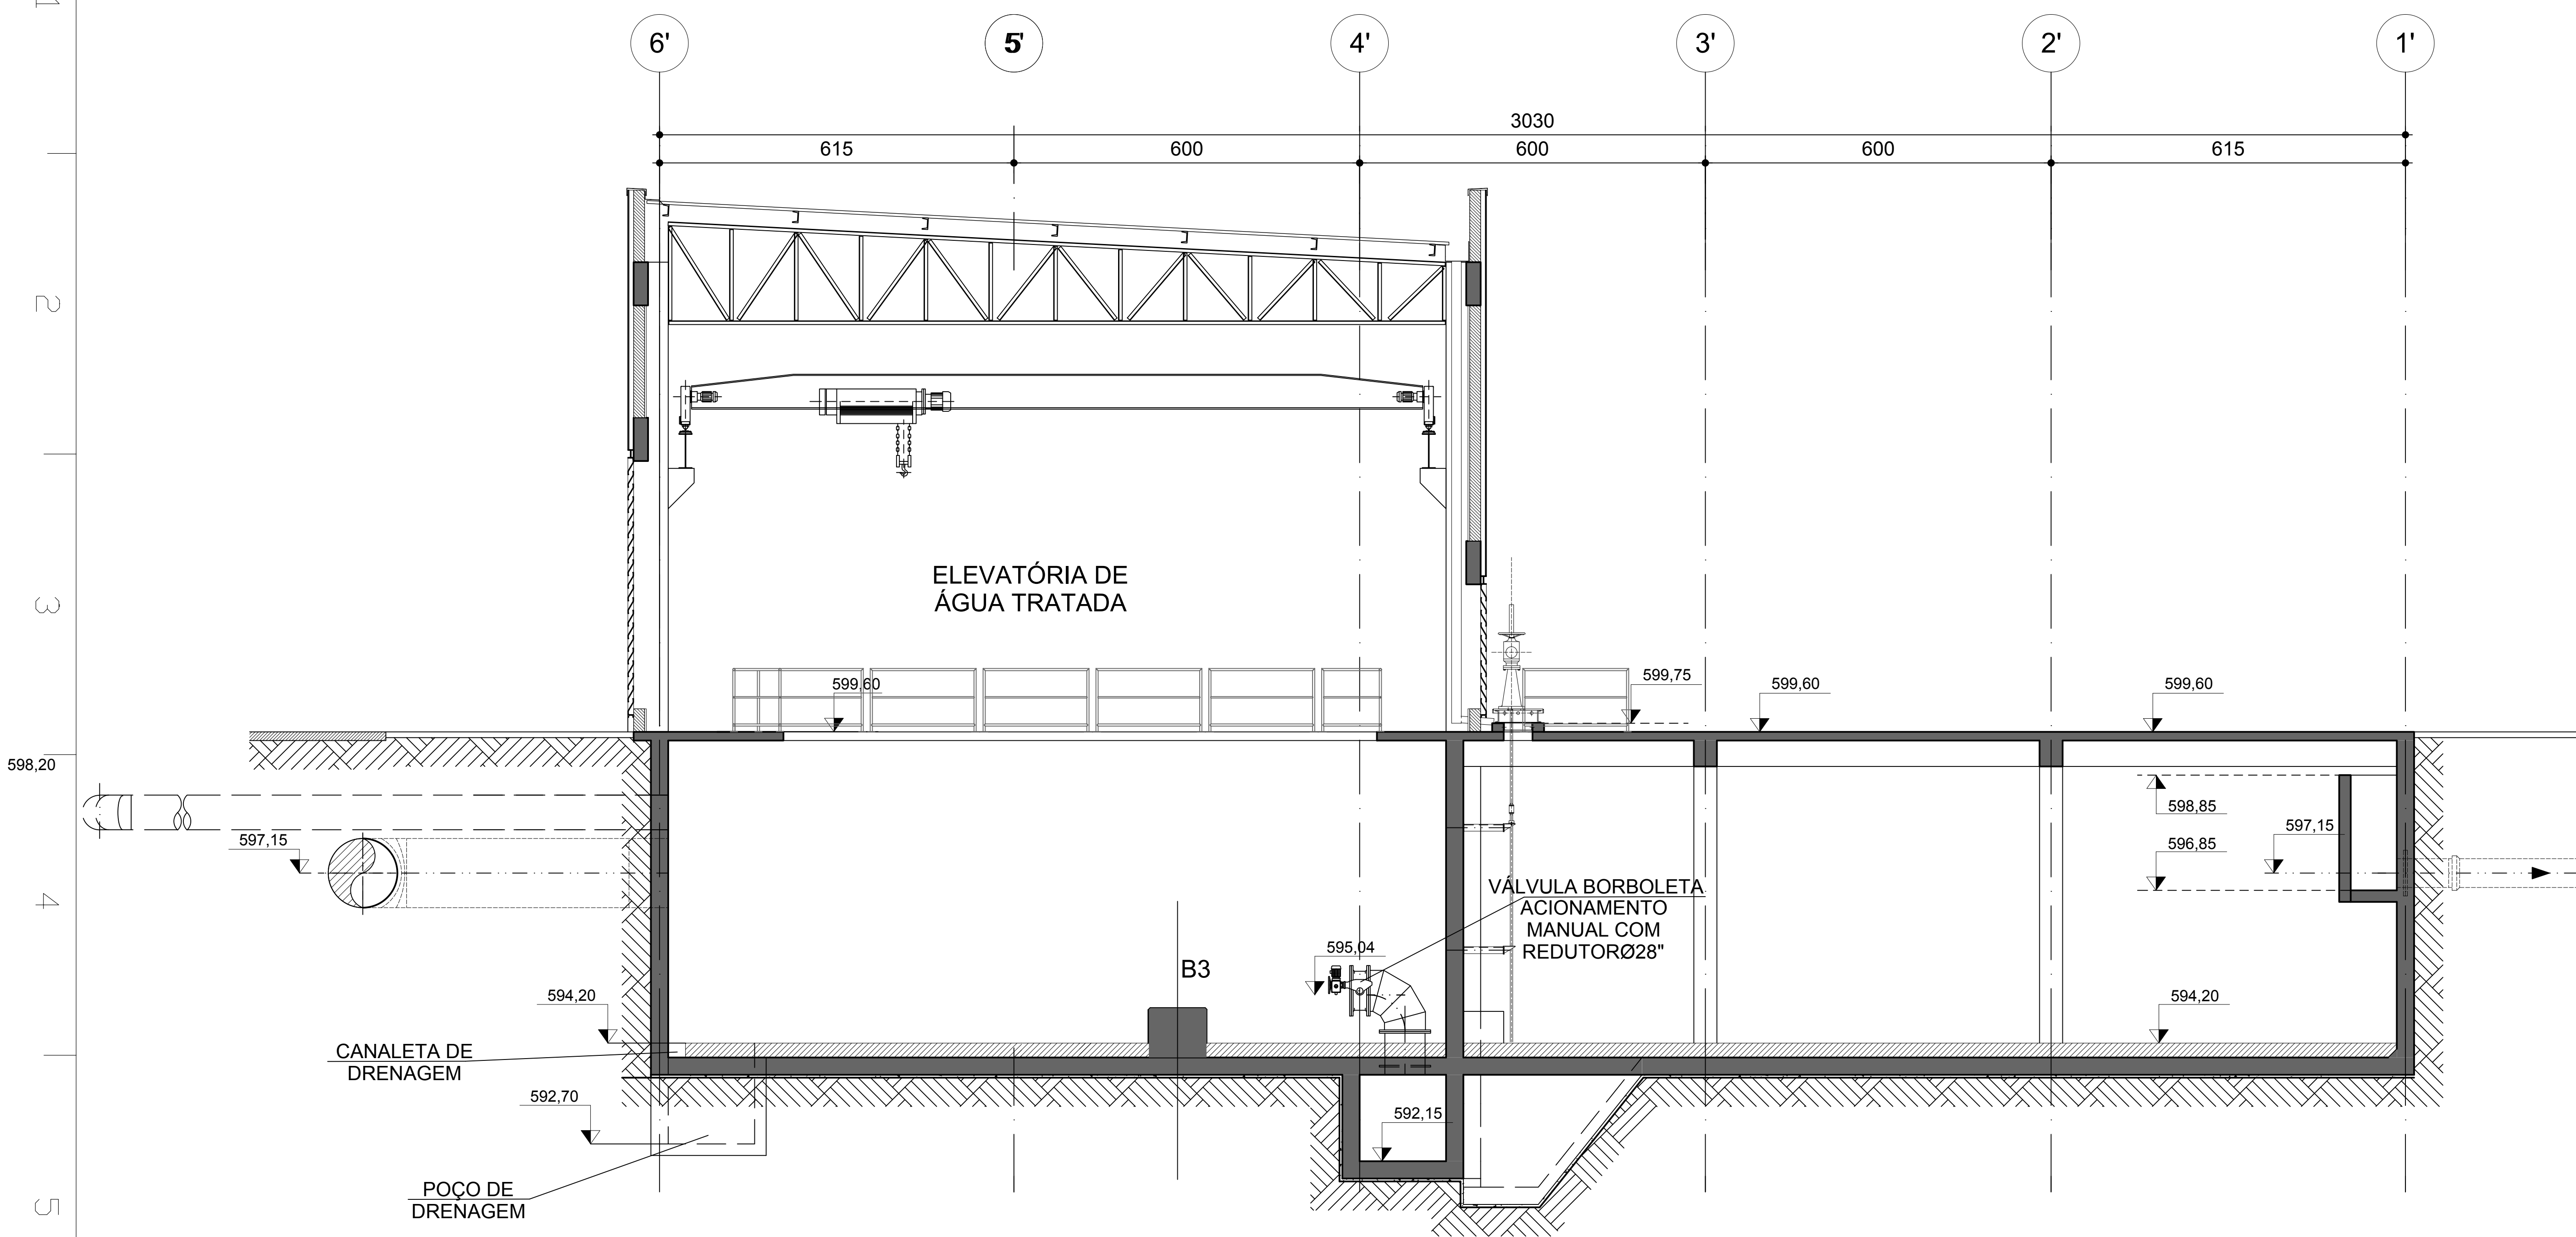 1
6'
5'
4'
3'
2'
1'
3030
615
600
600
600
615
2
3
ELEVATÓRIA DE
ÁGUA TRATADA
599,60
599,75
599,60
599,60
598,20
598,85
597,15
597,15
596,85
4
VÁLVULA BORBOLETA
ACIONAMENTO
MANUAL COM
REDUTORØ28"
595,04
B3
594,20
594,20
CANALETA DE
DRENAGEM
592,70
592,15
POÇO DE
DRENAGEM
5